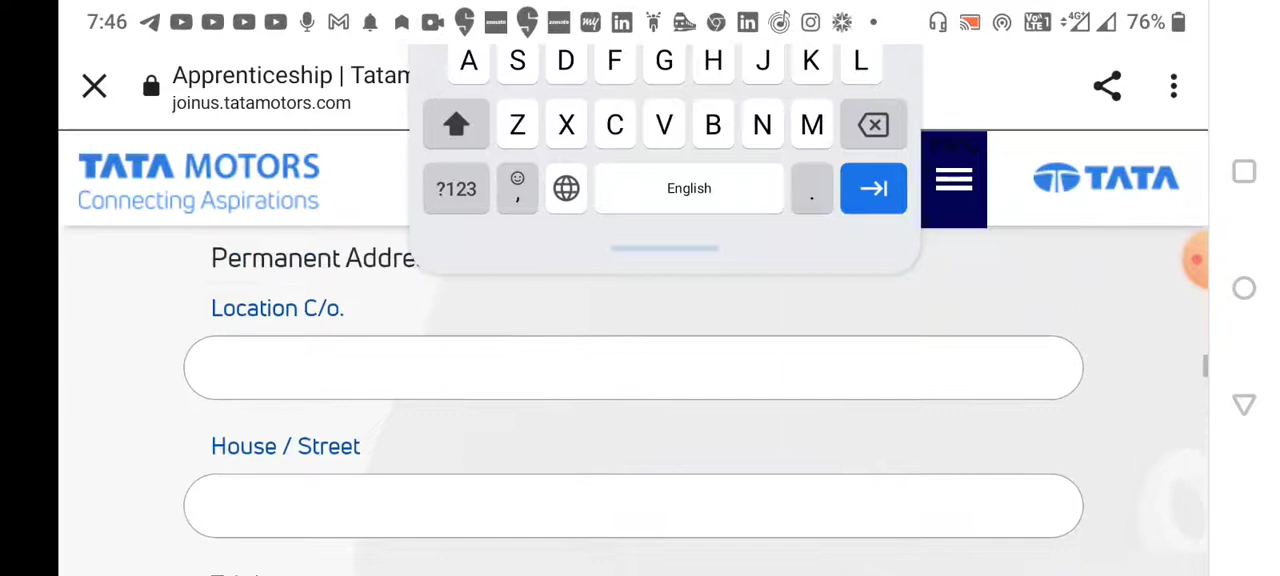 7:46 76%
Apprenticeship | Tatam
joinus.tatamotors.com
A S D F G H J K L
Z X C V B N M
?123 , English .
TATA MOTORS
Connecting Aspirations
TATA
Permanent Addre
Location C/o.
House / Street